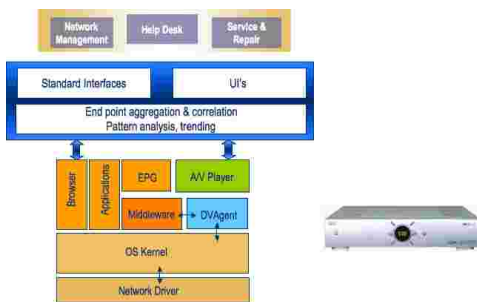 Network
Management
Help Desk
Service &
Repair
Standard Interfaces
UI's
End point aggregation & correlation
Pattern analysis, trending
Browser
Applications
EPG
A/V Player
Middleware
DVAgent
OS Kernel
Network Driver